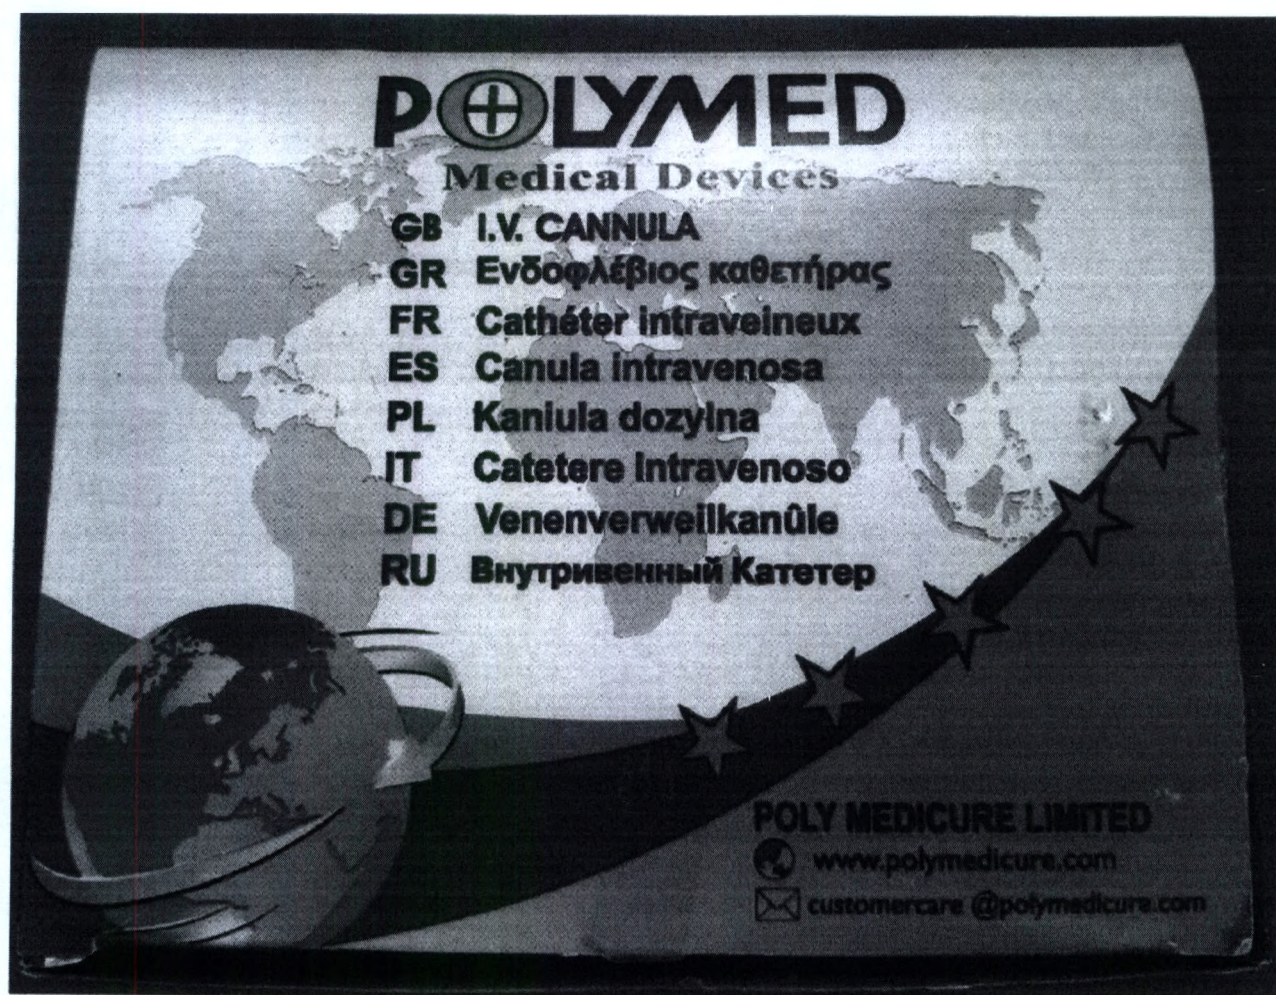 POLYMED
Medical Devices
GB I.V. CANNULA
GR Ενδοφλέβιος καθετήρας
FR Cathéter intraveineux
ES Canula intravenosa
PL Kaniula dozylna
IT Catetere Intravenoso
DE Venenverweilkanûle
RU Внутривенный Катетер
POLY MEDICURE LIMITED
www.polymedicure.com
customercare @polymedicure.com